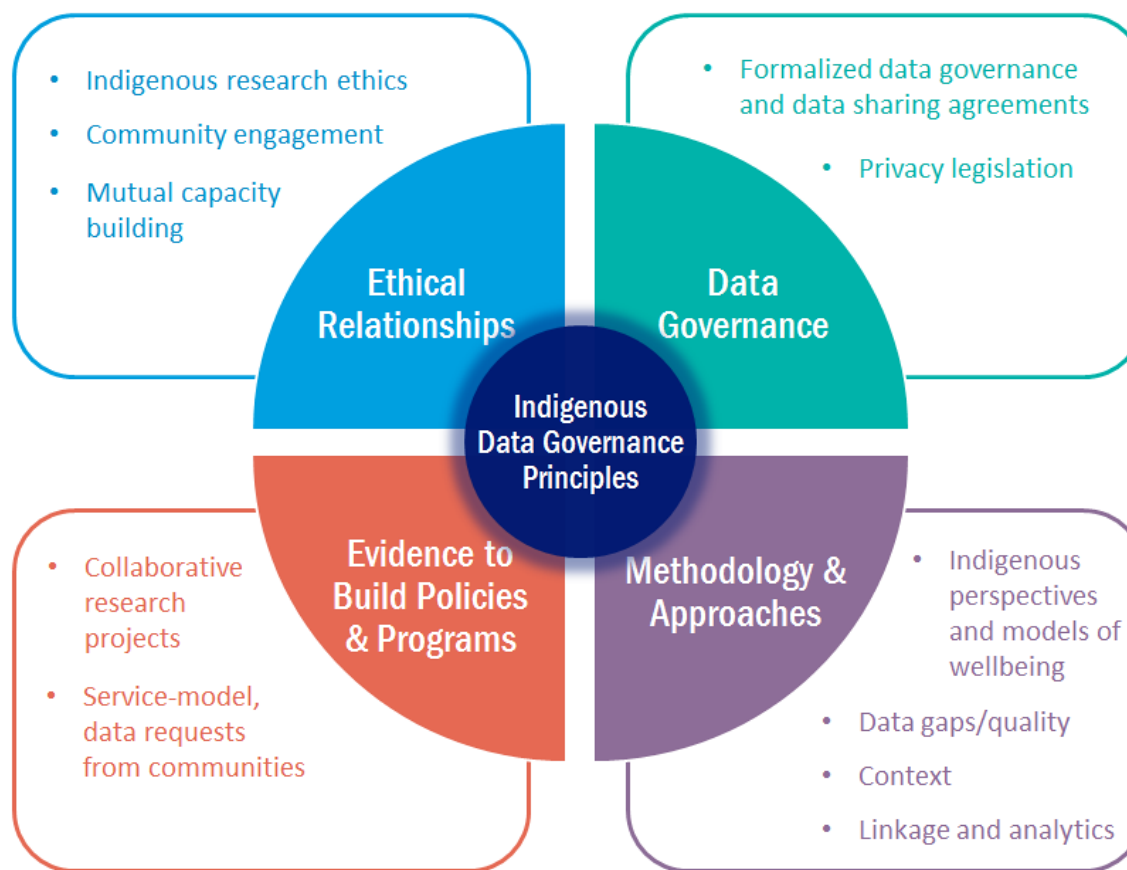 • Indigenous research ethics
• Community engagement
• Mutual capacity
building
• Formalized data governance
and data sharing agreements
• Privacy legislation
Ethical
Relationships
Data
Governance
Indigenous
Data Governance
Principles
Evidence to
Build Policies
& Programs
Methodology &
Approaches
• Collaborative
research
projects
• Service-model,
data requests
from communities
• Indigenous
perspectives
and models of
wellbeing
• Data gaps/quality
• Context
• Linkage and analytics